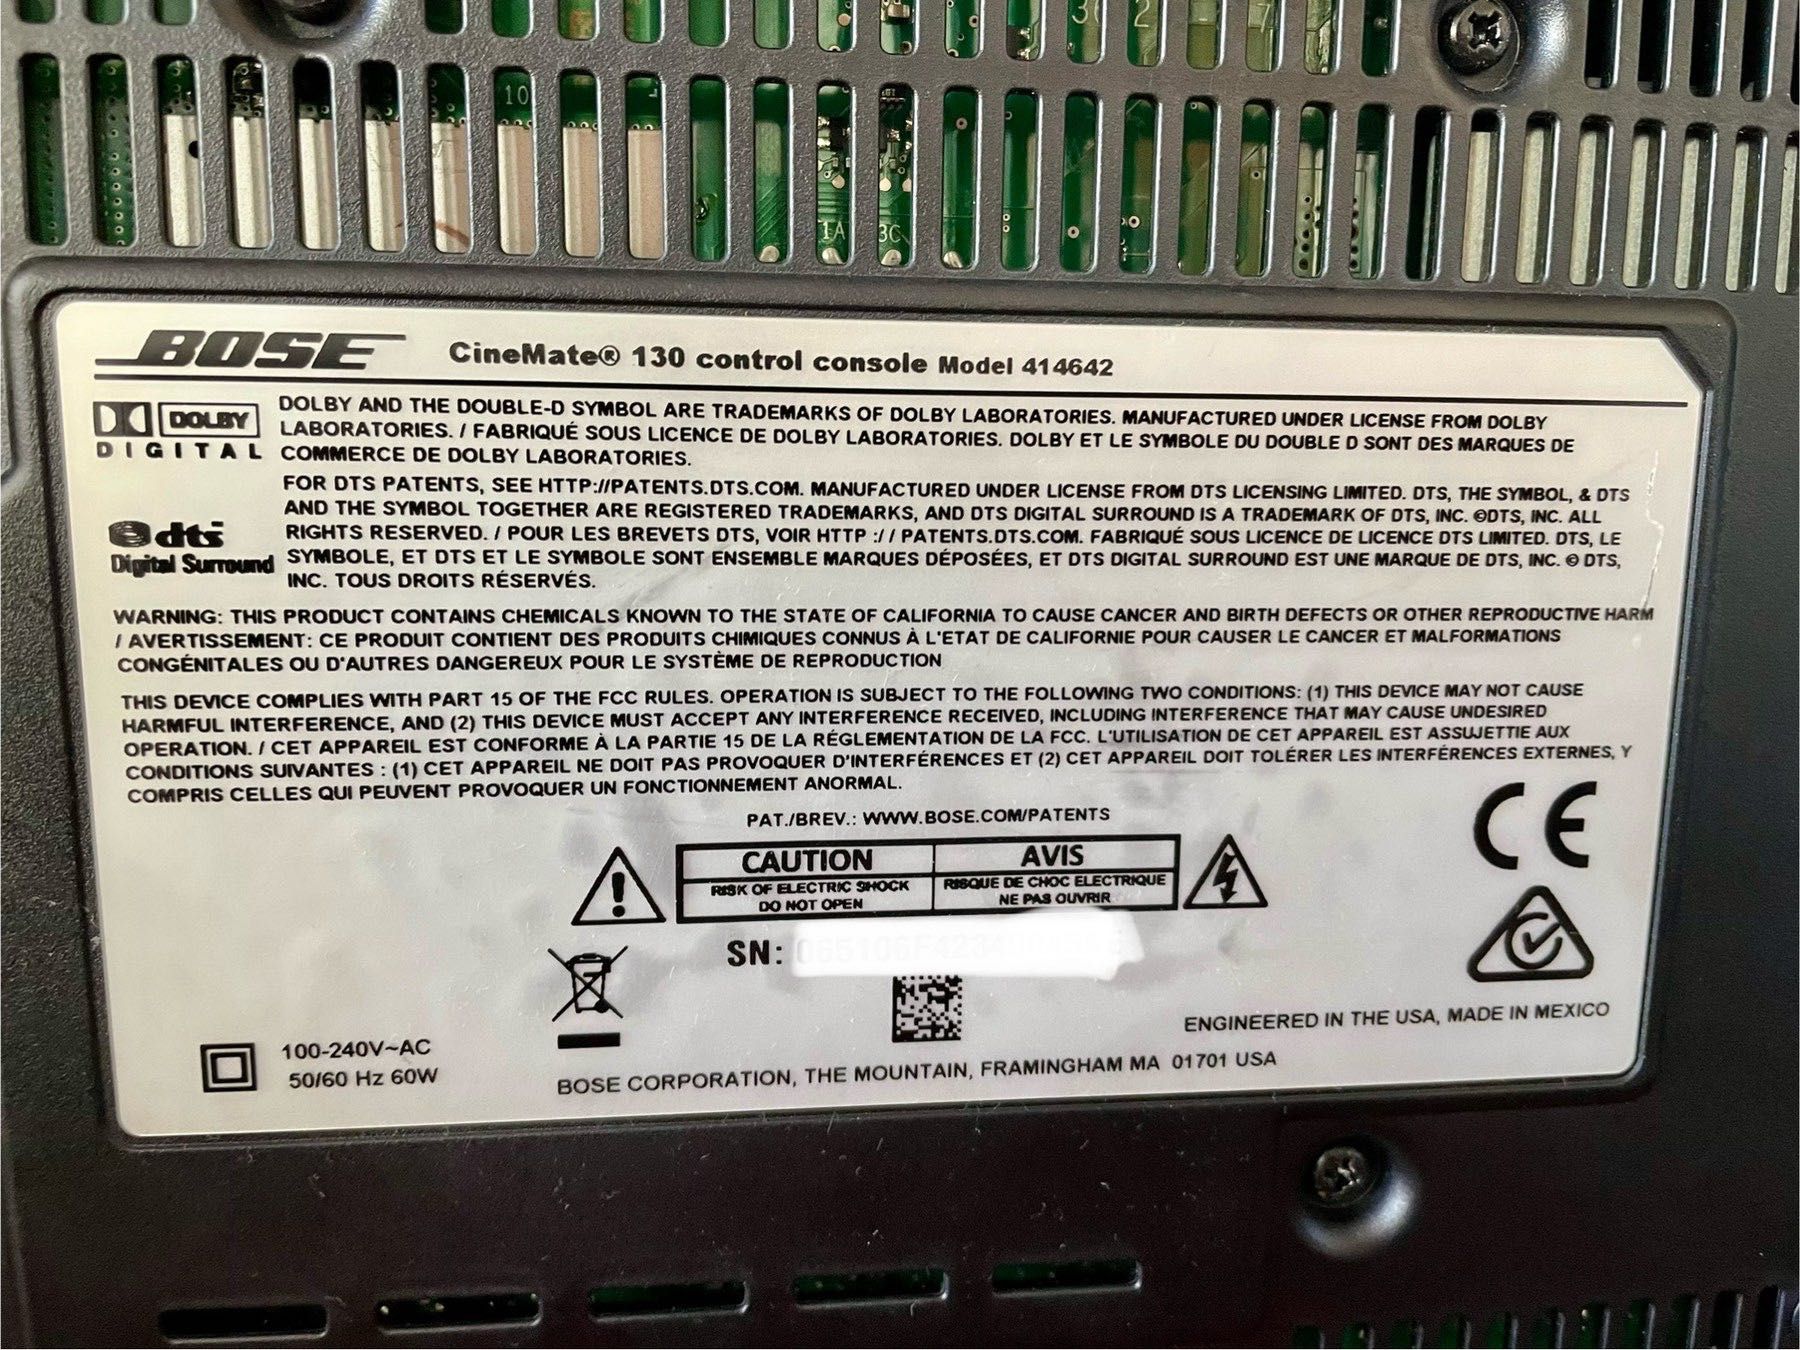 BOSE CineMate® 130 control console Model 414642
DOLBY
DIGITAL
DOLBY AND THE DOUBLE-D SYMBOL ARE TRADEMARKS OF DOLBY LABORATORIES. MANUFACTURED UNDER LICENSE FROM DOLBY
LABORATORIES. / FABRIQUÉ SOUS LICENCE DE DOLBY LABORATORIES. DOLBY ET LE SYMBOLE DU DOUBLE D SONT DES MARQUES DE
COMMERCE DE DOLBY LABORATORIES.
dts
Digital Surround
FOR DTS PATENTS, SEE HTTP://PATENTS.DTS.COM. MANUFACTURED UNDER LICENSE FROM DTS LICENSING LIMITED. DTS, THE SYMBOL, & DTS
AND THE SYMBOL TOGETHER ARE REGISTERED TRADEMARKS, AND DTS DIGITAL SURROUND IS A TRADEMARK OF DTS, INC. ©DTS, INC. ALL
RIGHTS RESERVED. / POUR LES BREVETS DTS, VOIR HTTP :// PATENTS.DTS.COM. FABRIQUÉ SOUS LICENCE DE LICENCE DTS LIMITED. DTS, LE
SYMBOLE, ET DTS ET LE SYMBOLE SONT ENSEMBLE MARQUES DÉPOSÉES, ET DTS DIGITAL SURROUND EST UNE MARQUE DE DTS, INC. © DTS,
INC. TOUS DROITS RÉSERVÉS.
WARNING: THIS PRODUCT CONTAINS CHEMICALS KNOWN TO THE STATE OF CALIFORNIA TO CAUSE CANCER AND BIRTH DEFECTS OR OTHER REPRODUCTIVE HARM
/ AVERTISSEMENT: CE PRODUIT CONTIENT DES PRODUITS CHIMIQUES CONNUS À L'ETAT DE CALIFORNIE POUR CAUSER LE CANCER ET MALFORMATIONS
CONGÉNITALES OU D'AUTRES DANGEREUX POUR LE SYSTÈME DE REPRODUCTION
THIS DEVICE COMPLIES WITH PART 15 OF THE FCC RULES. OPERATION IS SUBJECT TO THE FOLLOWING TWO CONDITIONS: (1) THIS DEVICE MAY NOT CAUSE
HARMFUL INTERFERENCE, AND (2) THIS DEVICE MUST ACCEPT ANY INTERFERENCE RECEIVED, INCLUDING INTERFERENCE THAT MAY CAUSE UNDESIRED
OPERATION. / CET APPAREIL EST CONFORME À LA PARTIE 15 DE LA RÉGLEMENTATION DE LA FCC. L'UTILISATION DE CET APPAREIL EST ASSUJETTIE AUX
CONDITIONS SUIVANTES : (1) CET APPAREIL NE DOIT PAS PROVOQUER D'INTERFÉRENCES ET (2) CET APPAREIL DOIT TOLÉRER LES INTERFÉRENCES EXTERNES, Y
COMPRIS CELLES QUI PEUVENT PROVOQUER UN FONCTIONNEMENT ANORMAL.
PAT./BREV.: WWW.BOSE.COM/PATENTS
CAUTION
RISK OF ELECTRIC SHOCK
DO NOT OPEN
AVIS
RISQUE DE CHOC ELECTRIQUE
NE PAS OUVRIR
CE
SN:
ENGINEERED IN THE USA, MADE IN MEXICO
100-240V~AC
50/60 Hz 60W
BOSE CORPORATION, THE MOUNTAIN, FRAMINGHAM MA 01701 USA